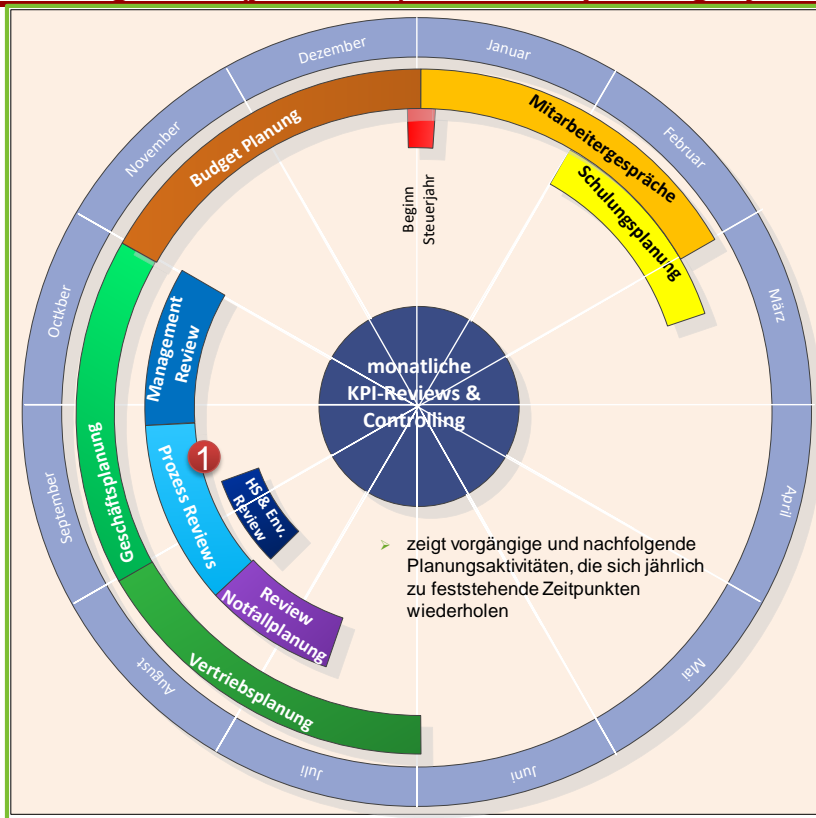 Dezember
Januar
November
Februar
Budget Planung
Mitarbeitergespräche
Schulungsplanung
Beginn
Steuerjahr
Octkber
März
Management
Review
monatliche
KPI-Reviews &
Controlling
Geschäftsplanung
Prozess Reviews
1
HS & Env.
Review
September
April
zeigt vorgängige und nachfolgende
Planungsaktivitäten, die sich jährlich
zu feststehende Zeitpunkten
wiederholen
Review
Notfallplanung
Vertriebsplanung
August
Mai
Juli
Juni